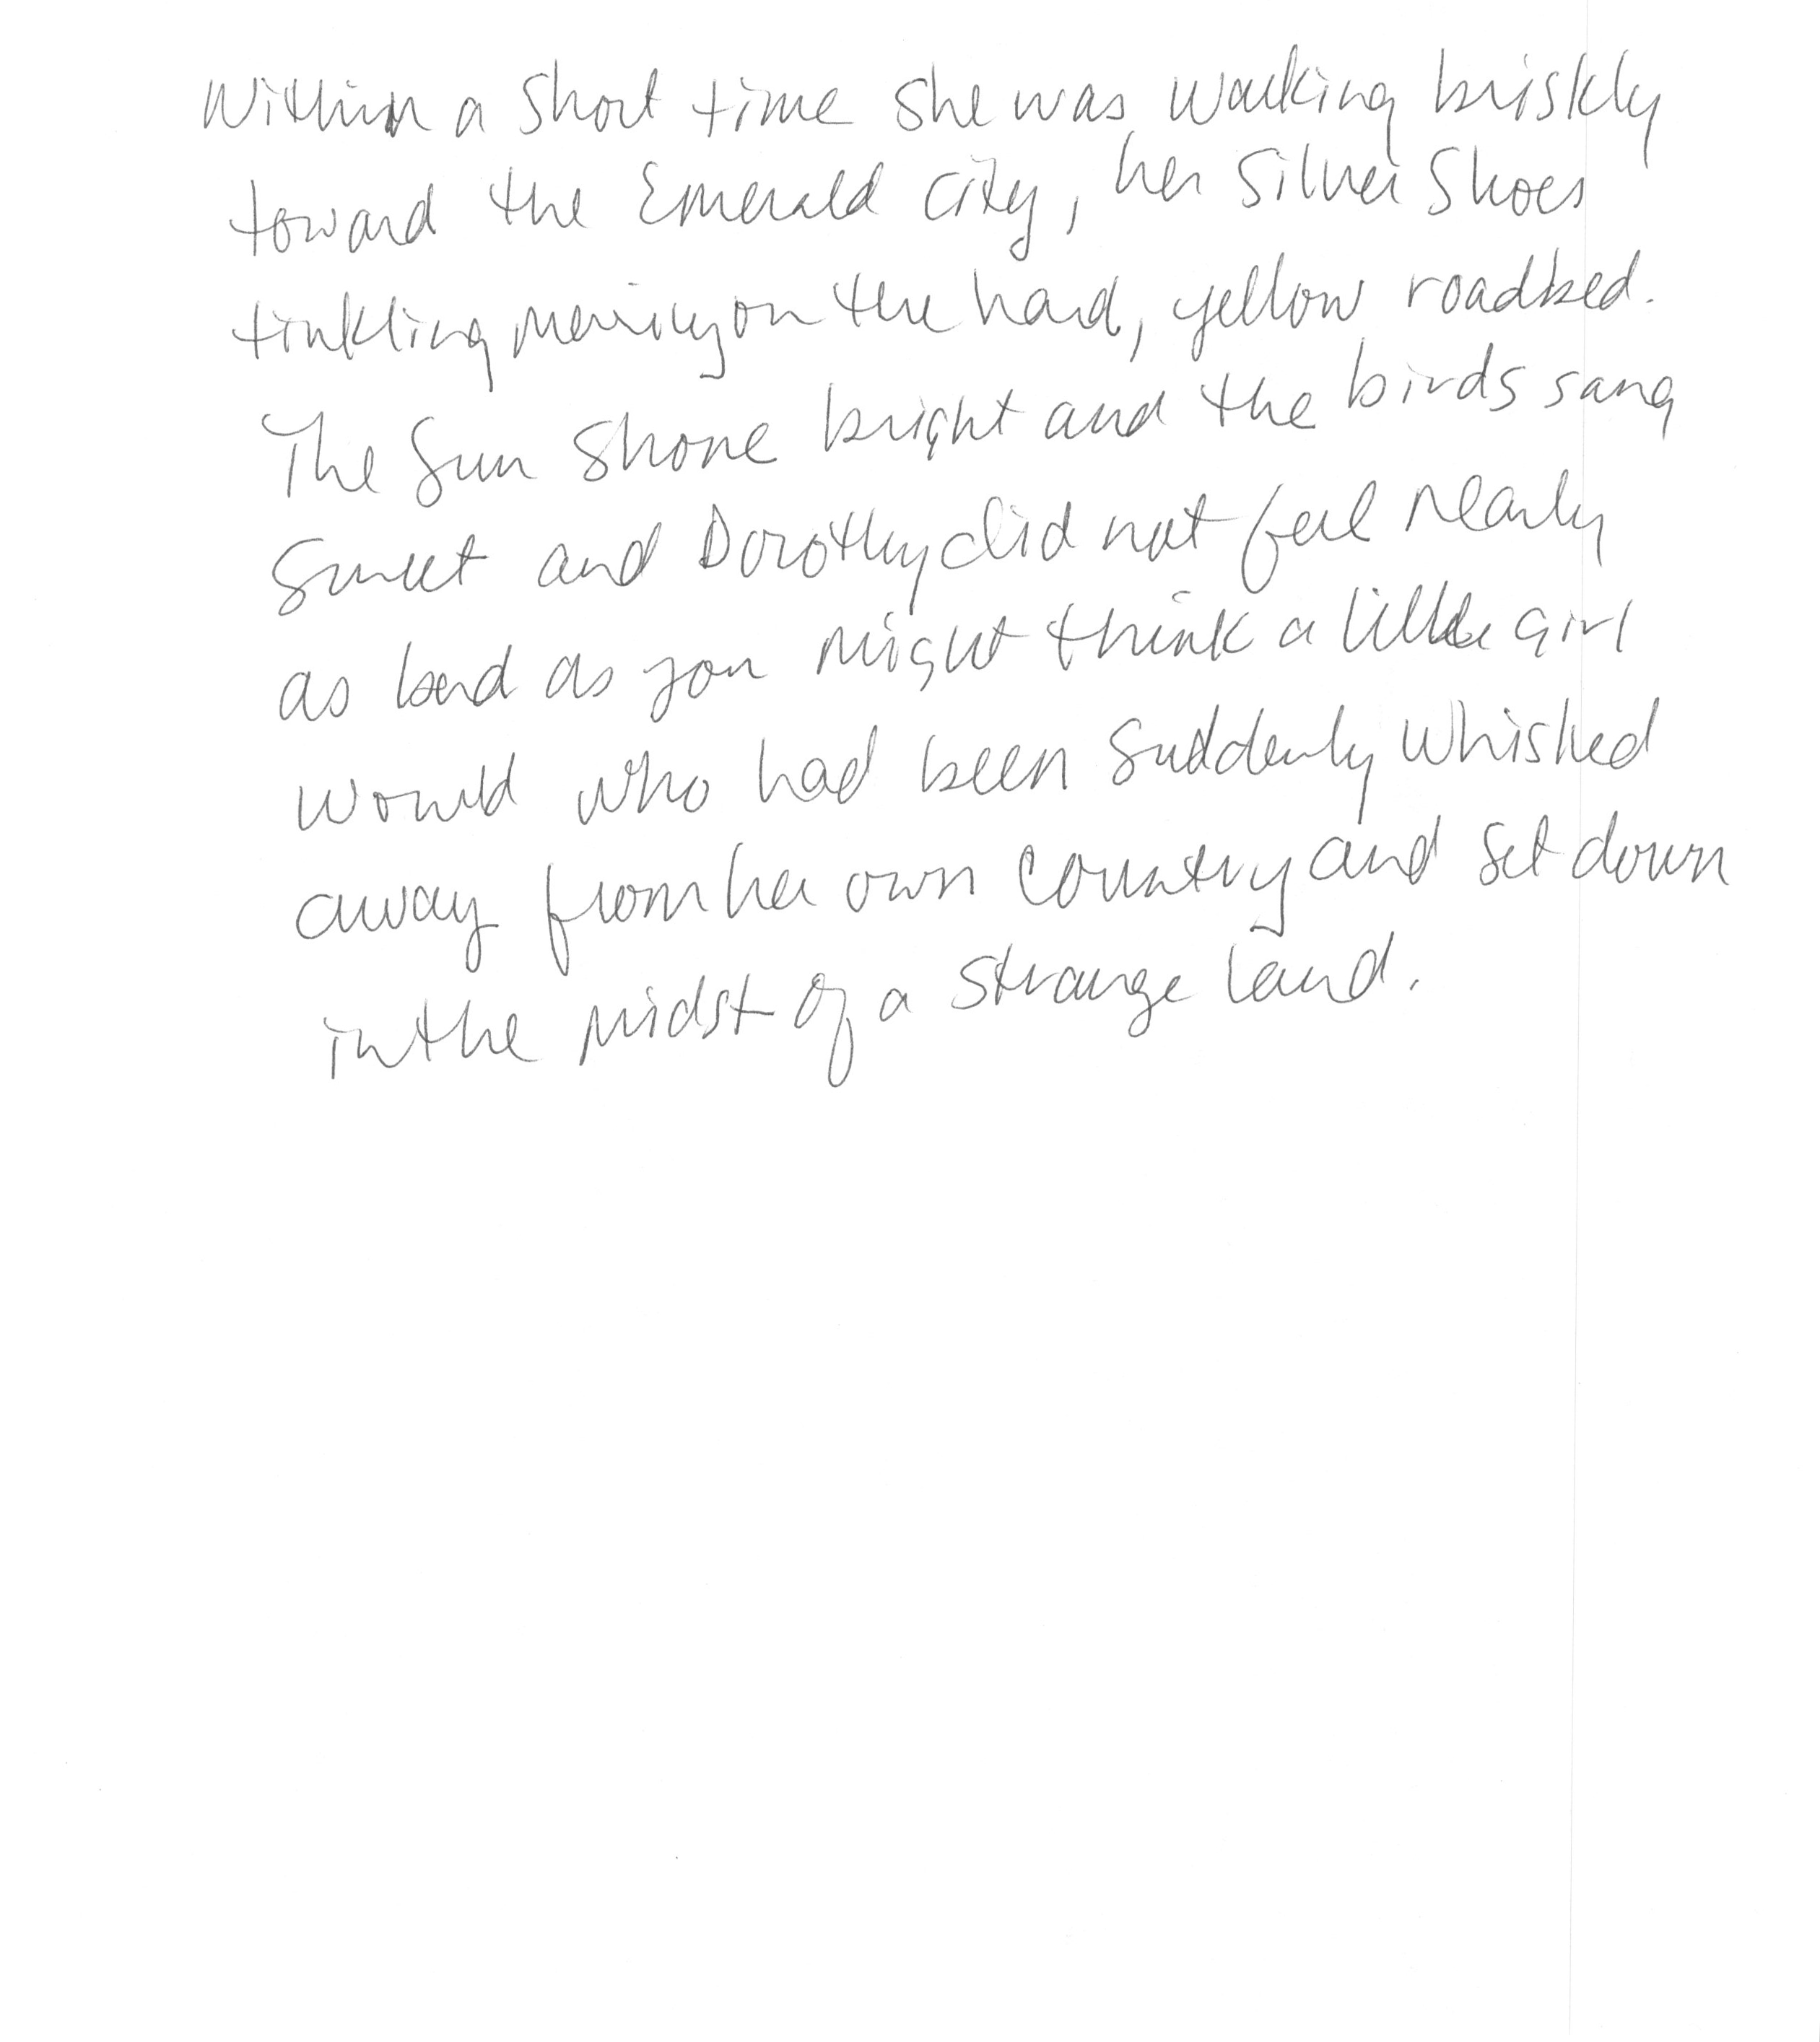 Within a short time she was walking briskly
toward the Emerald City, her Silver Shoes
tinkling merrily on the hard, yellow roadbed.
The sun shone bright and the birds sang
sweet and Dorothy did not feel nearly
as bad as you might think a little girl
would who had been suddenly whisked
away from her own country and set down
in the midst of a strange land.